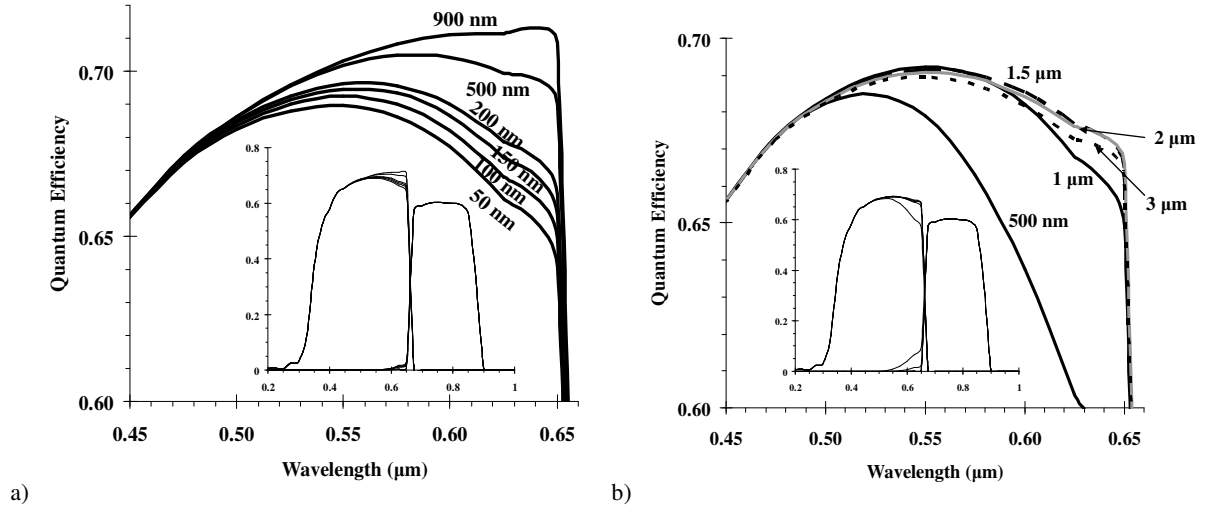 900 nm
500 nm
200 nm
150 nm
100 nm
50 nm
0.70
0.65
0.60
0.45
0.50
0.55
0.60
0.65
Quantum Efficiency
Wavelength (μm)
0.8
0.6
0.4
0.2
0
0.2
0.4
0.6
0.8
1
a)
1.5 μm
2 μm
1 μm
3 μm
500 nm
0.70
0.65
0.60
0.45
0.50
0.55
0.60
0.65
Quantum Efficiency
Wavelength (μm)
0.8
0.6
0.4
0.2
0
0.2
0.4
0.6
0.8
1
b)